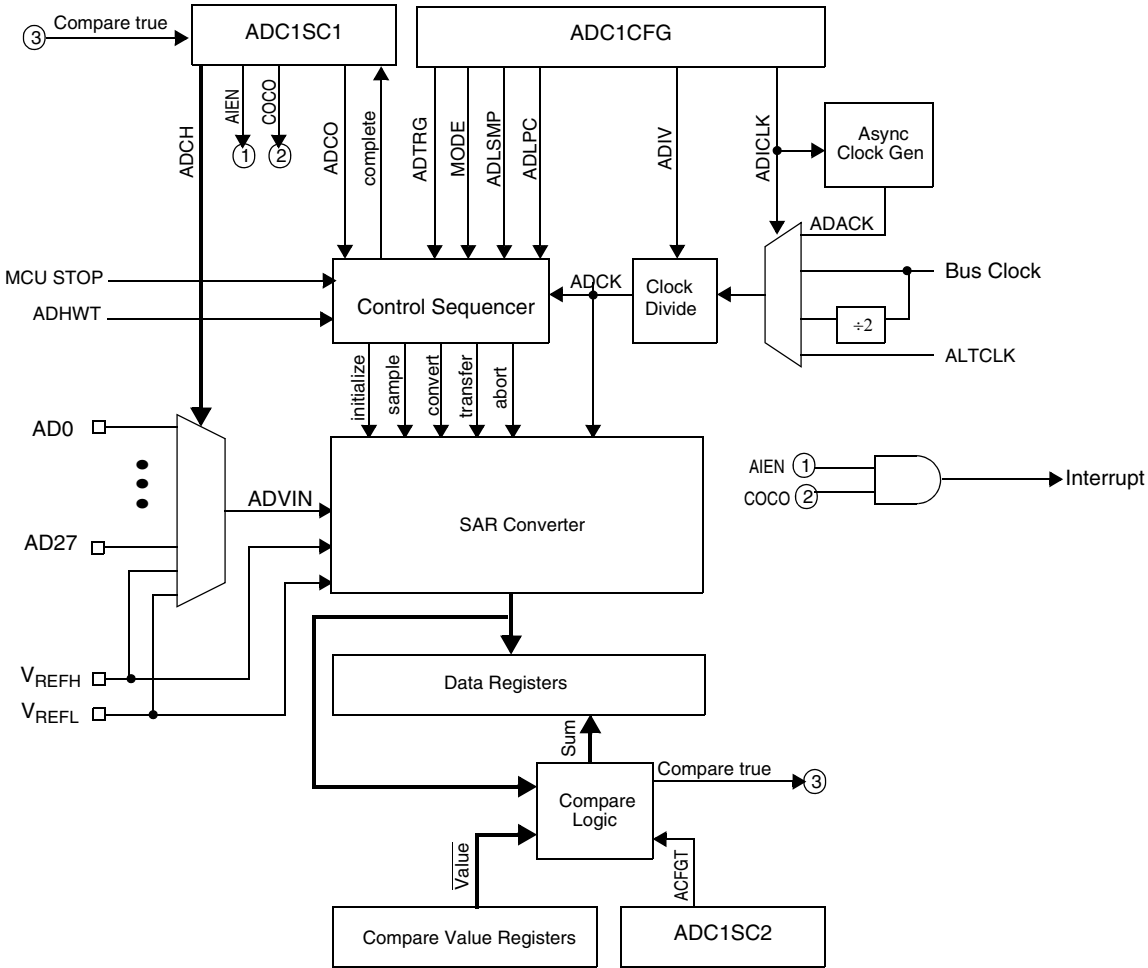 3 Compare true
ADC1SC1
ADC1CFG
ADCH
AIEN
1
COCO
2
ADCO
complete
ADTRG
MODE
ADLSMP
ADLPC
ADIV
ADICLK
Async
Clock Gen
ADACK
MCU STOP
ADHWT
Control Sequencer
ADCK
Clock
Divide
Bus Clock
÷2
ALTCLK
initialize
sample
convert
transfer
abort
AD0
ADVIN
AD27
SAR Converter
AIEN 1
COCO 2
Interrupt
VREFH
VREFL
Data Registers
Sum
Compare true 3
Compare
Logic
Value
ACFGT
Compare Value Registers
ADC1SC2